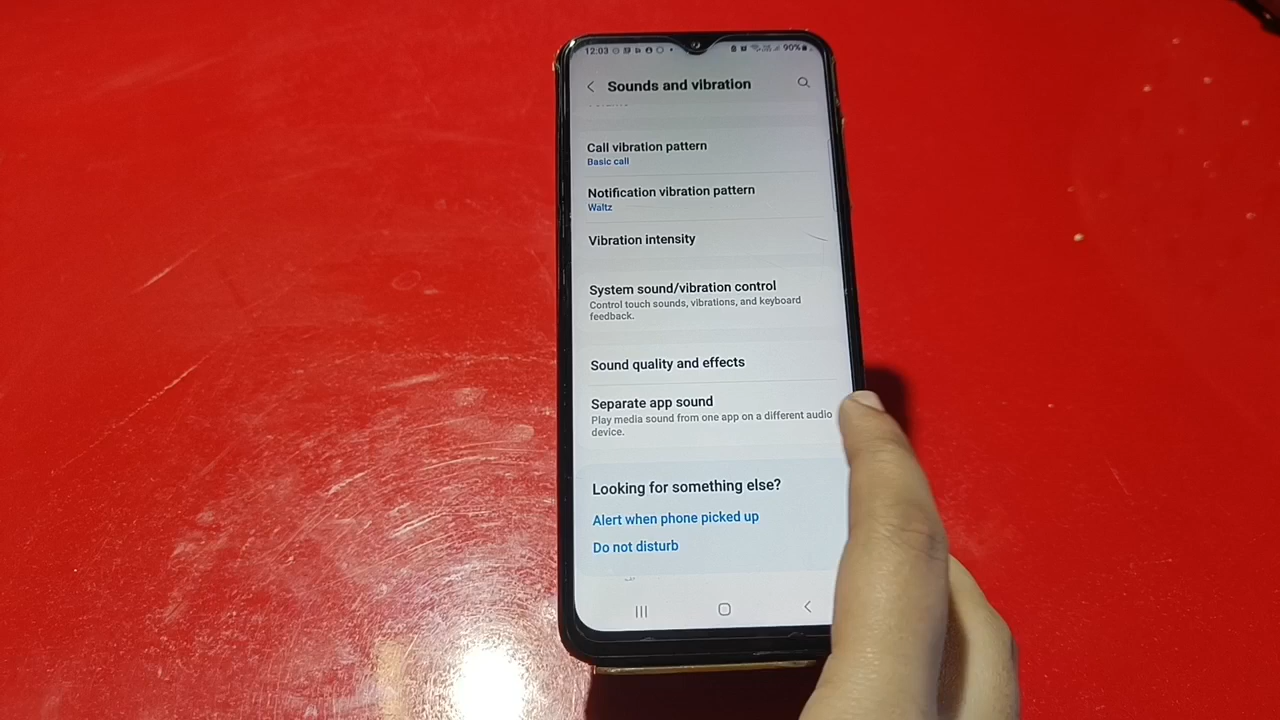 12:03
90%
Sounds and vibration
Call vibration pattern
Basic call
Notification vibration pattern
Waltz
Vibration intensity
System sound/vibration control
Control touch sounds, vibrations, and keyboard
feedback.
Sound quality and effects
Separate app sound
Play media sound from one app on a different audio
device.
Looking for something else?
Alert when phone picked up
Do not disturb